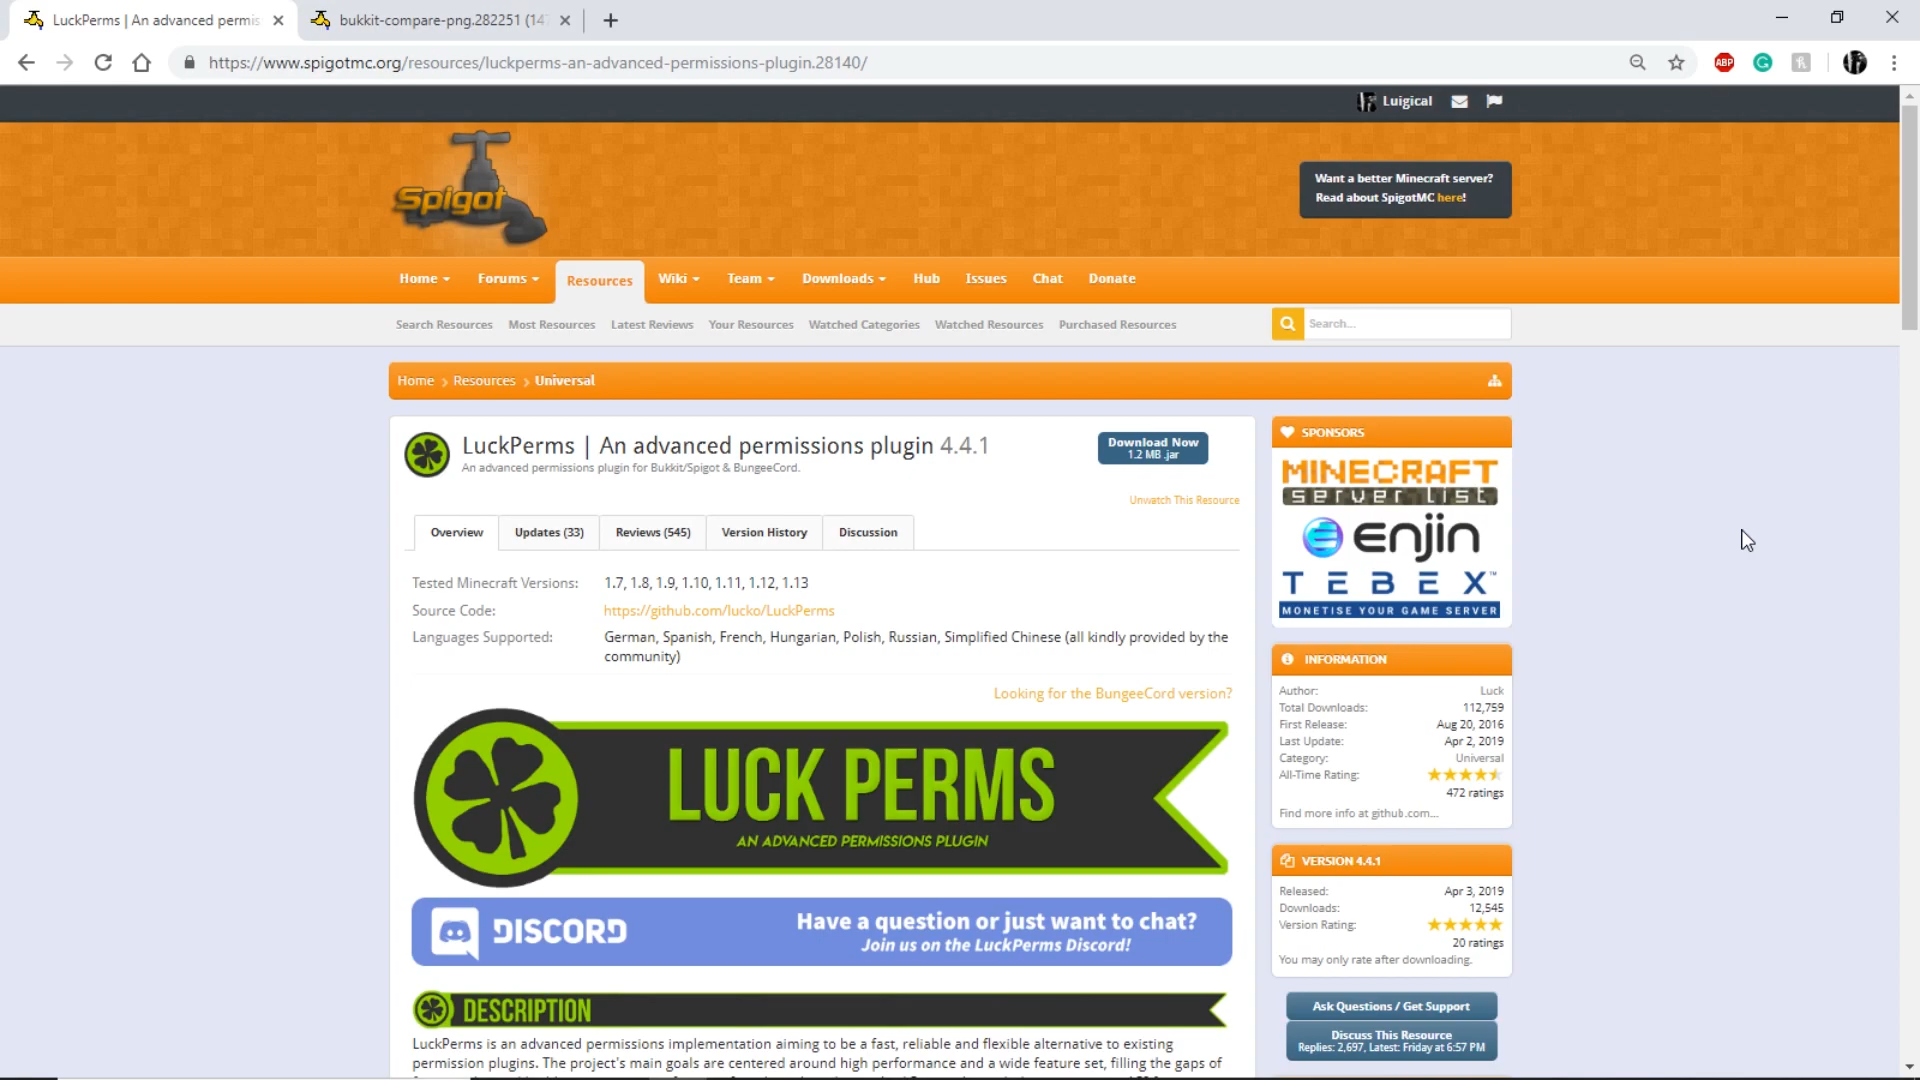 LuckPerms | An advanced permis
bukkit-compare-png.282251 (147
https://www.spigotmc.org/resources/luckperms-an-advanced-permissions-plugin.28140/
ABP
Luigical
Spigot
Want a better Minecraft server?
Read about SpigotMC here!
Home Forums Resources Wiki Team Downloads Hub Issues Chat Donate
Search Resources Most Resources Latest Reviews Your Resources Watched Categories Watched Resources Purchased Resources
Search...
Home Resources Universal
LuckPerms | An advanced permissions plugin 4.4.1
An advanced permissions plugin for Bukkit/Spigot & BungeeCord.
Download Now
1.2 MB .jar
Unwatch This Resource
Overview Updates (33) Reviews (545) Version History Discussion
Tested Minecraft Versions: 1.7, 1.8, 1.9, 1.10, 1.11, 1.12, 1.13
Source Code: https://github.com/lucko/LuckPerms
Languages Supported: German, Spanish, French, Hungarian, Polish, Russian, Simplified Chinese (all kindly provided by the
community)
Looking for the BungeeCord version?
LUCK PERMS
AN ADVANCED PERMISSIONS PLUGIN
DISCORD
Have a question or just want to chat?
Join us on the LuckPerms Discord!
DESCRIPTION
LuckPerms is an advanced permissions implementation aiming to be a fast, reliable and flexible alternative to existing
permission plugins. The project's main goals are centered around high performance and a wide feature set, filling the gaps of
SPONSORS
MINECRAFT
server list
enjin
TEBEX™
MONETISE YOUR GAME SERVER
INFORMATION
Author: Luck
Total Downloads: 112,759
First Release: Aug 20, 2016
Last Update: Apr 2, 2019
Category: Universal
All-Time Rating:
472 ratings
Find more info at github.com...
VERSION 4.4.1
Released: Apr 3, 2019
Downloads: 12,545
Version Rating:
20 ratings
You may only rate after downloading.
Ask Questions / Get Support
Discuss This Resource
Replies: 2,697, Latest: Friday at 6:57 PM